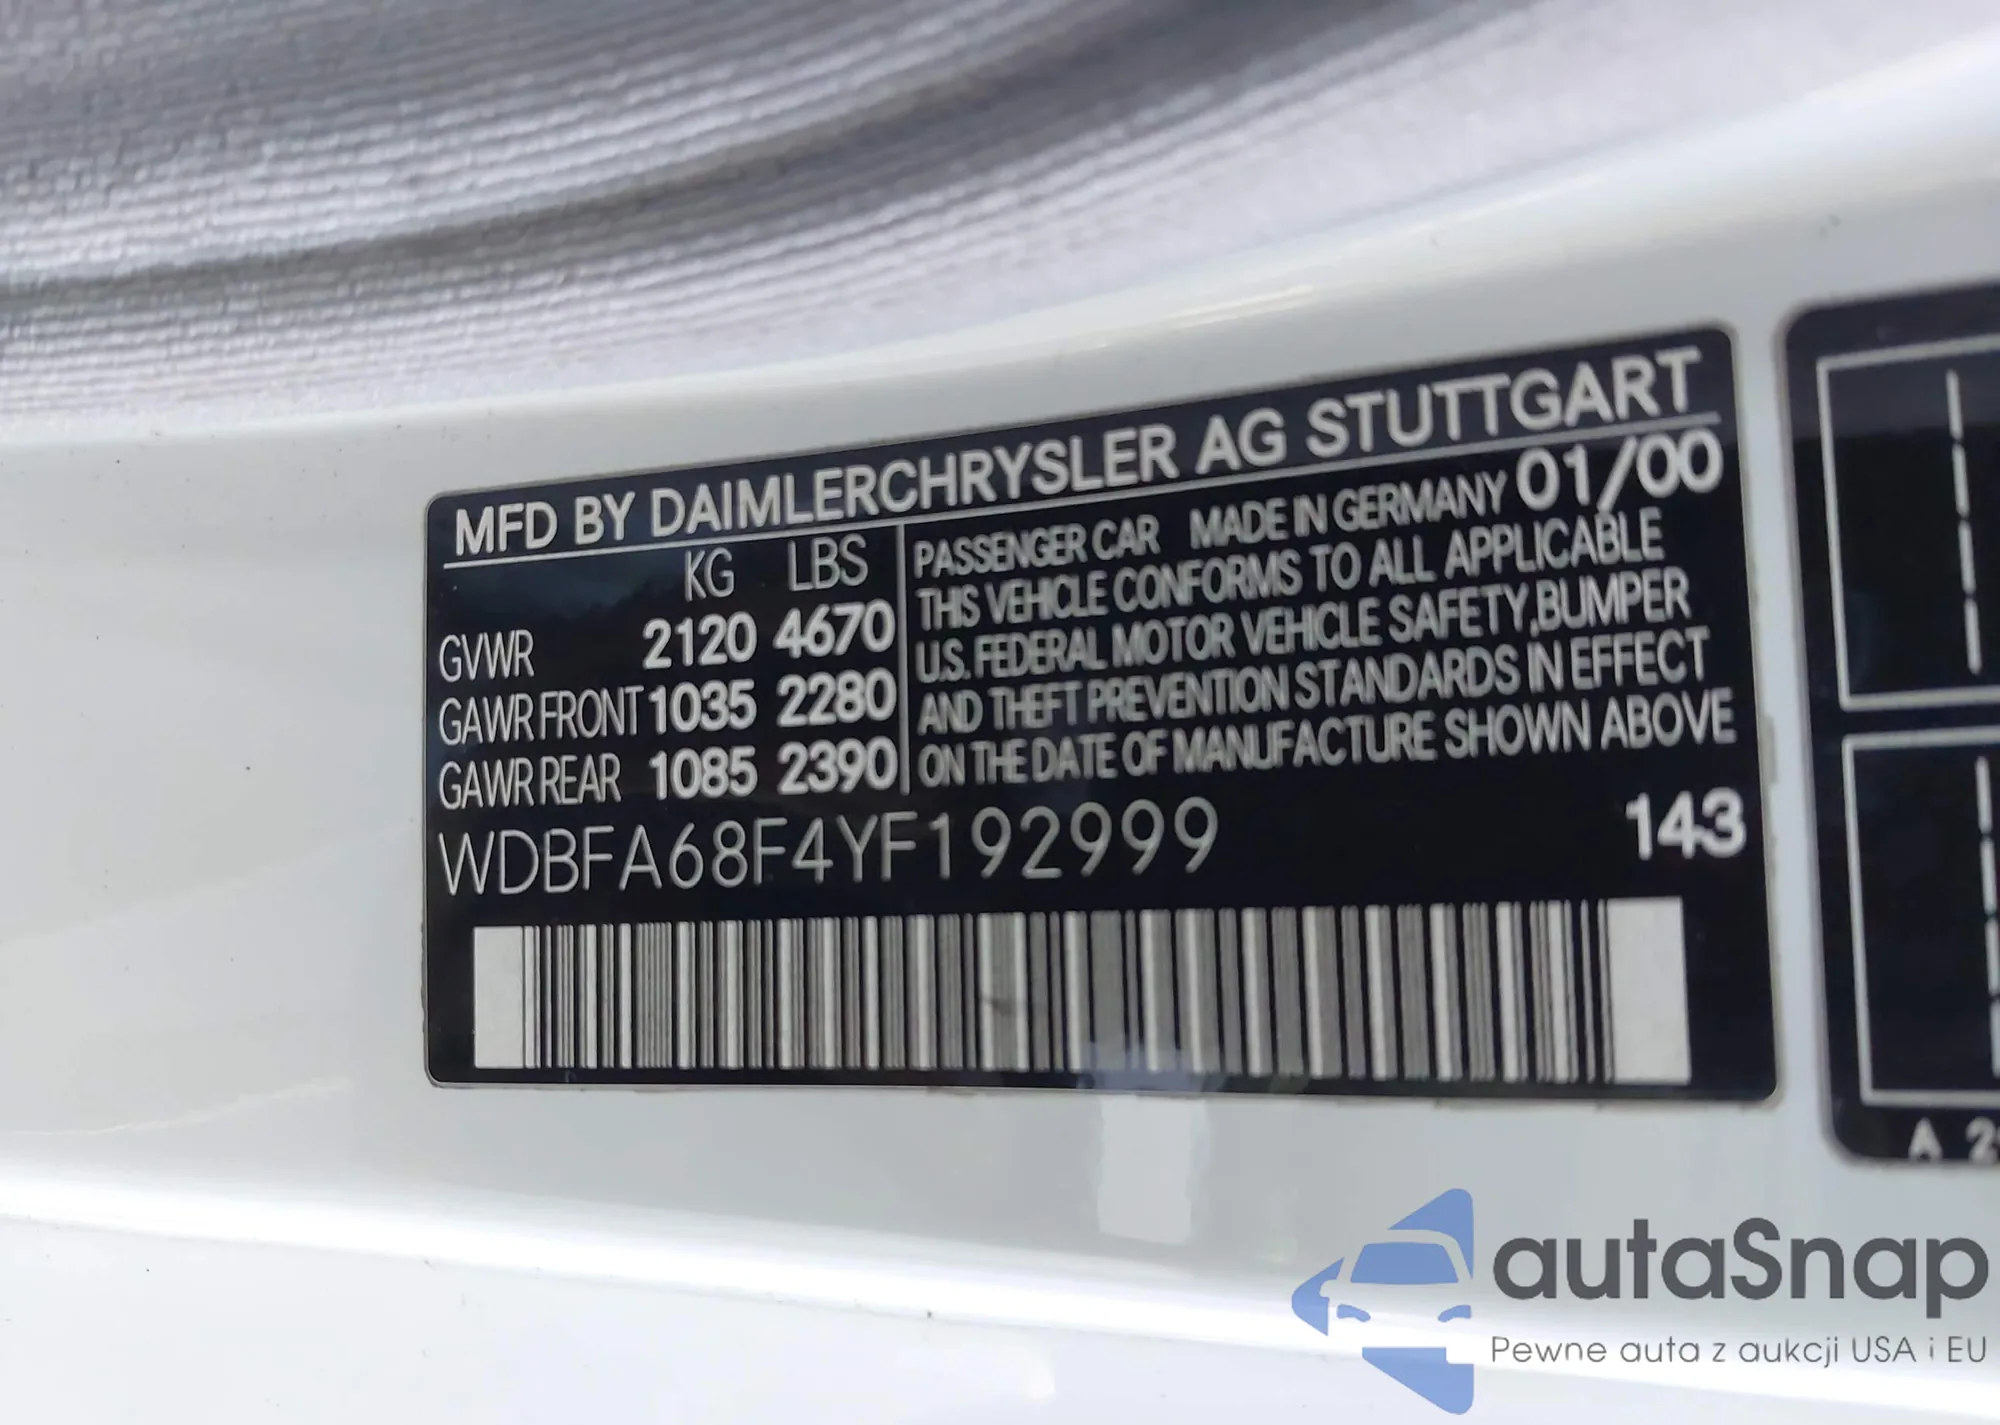 MFD BY DAIMLERCHRYSLER AG STUTTGART
KG LBS
GVWR 2120 4670
GAWR FRONT 1035 2280
GAWR REAR 1085 2390
PASSENGER CAR MADE IN GERMANY 01/00
THIS VEHICLE CONFORMS TO ALL APPLICABLE
U.S. FEDERAL MOTOR VEHICLE SAFETY,BUMPER
AND THEFT PREVENTION STANDARDS IN EFFECT
ON THE DATE OF MANUFACTURE SHOWN ABOVE
WDBFA68F4YF192999 143
A
autaSnap
Pewne auta z aukcji USA i EU